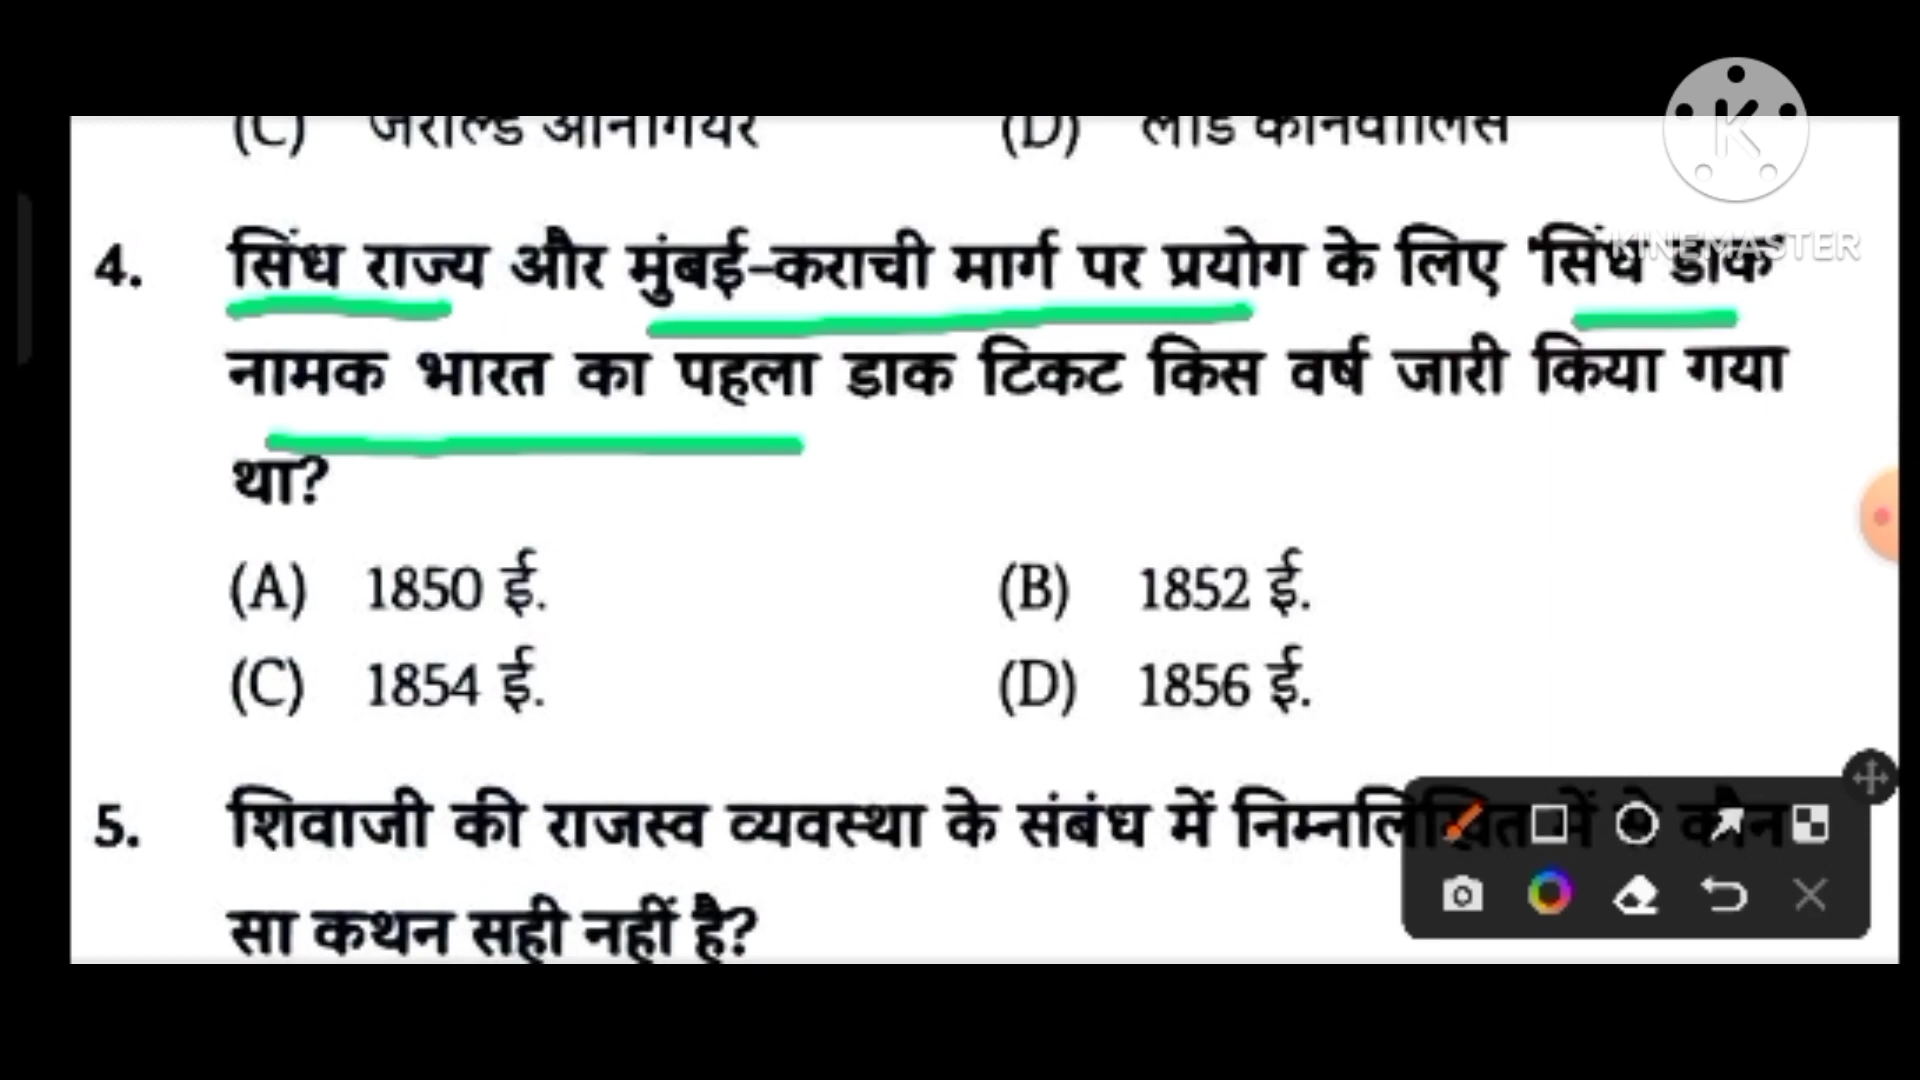 (C) जेराल्ड ऑनगियर (D) लॉर्ड कॉर्नवालिस
KINEMASTER
4. सिंध राज्य और मुंबई-कराची मार्ग पर प्रयोग के लिए 'सिंध डाक'
नामक भारत का पहला डाक टिकट किस वर्ष जारी किया गया
था?
(A) 1850 ई. (B) 1852 ई.
(C) 1854 ई. (D) 1856 ई.
5. शिवाजी की राजस्व व्यवस्था के संबंध में निम्नलिखित में से कौन
सा कथन सही नहीं है?